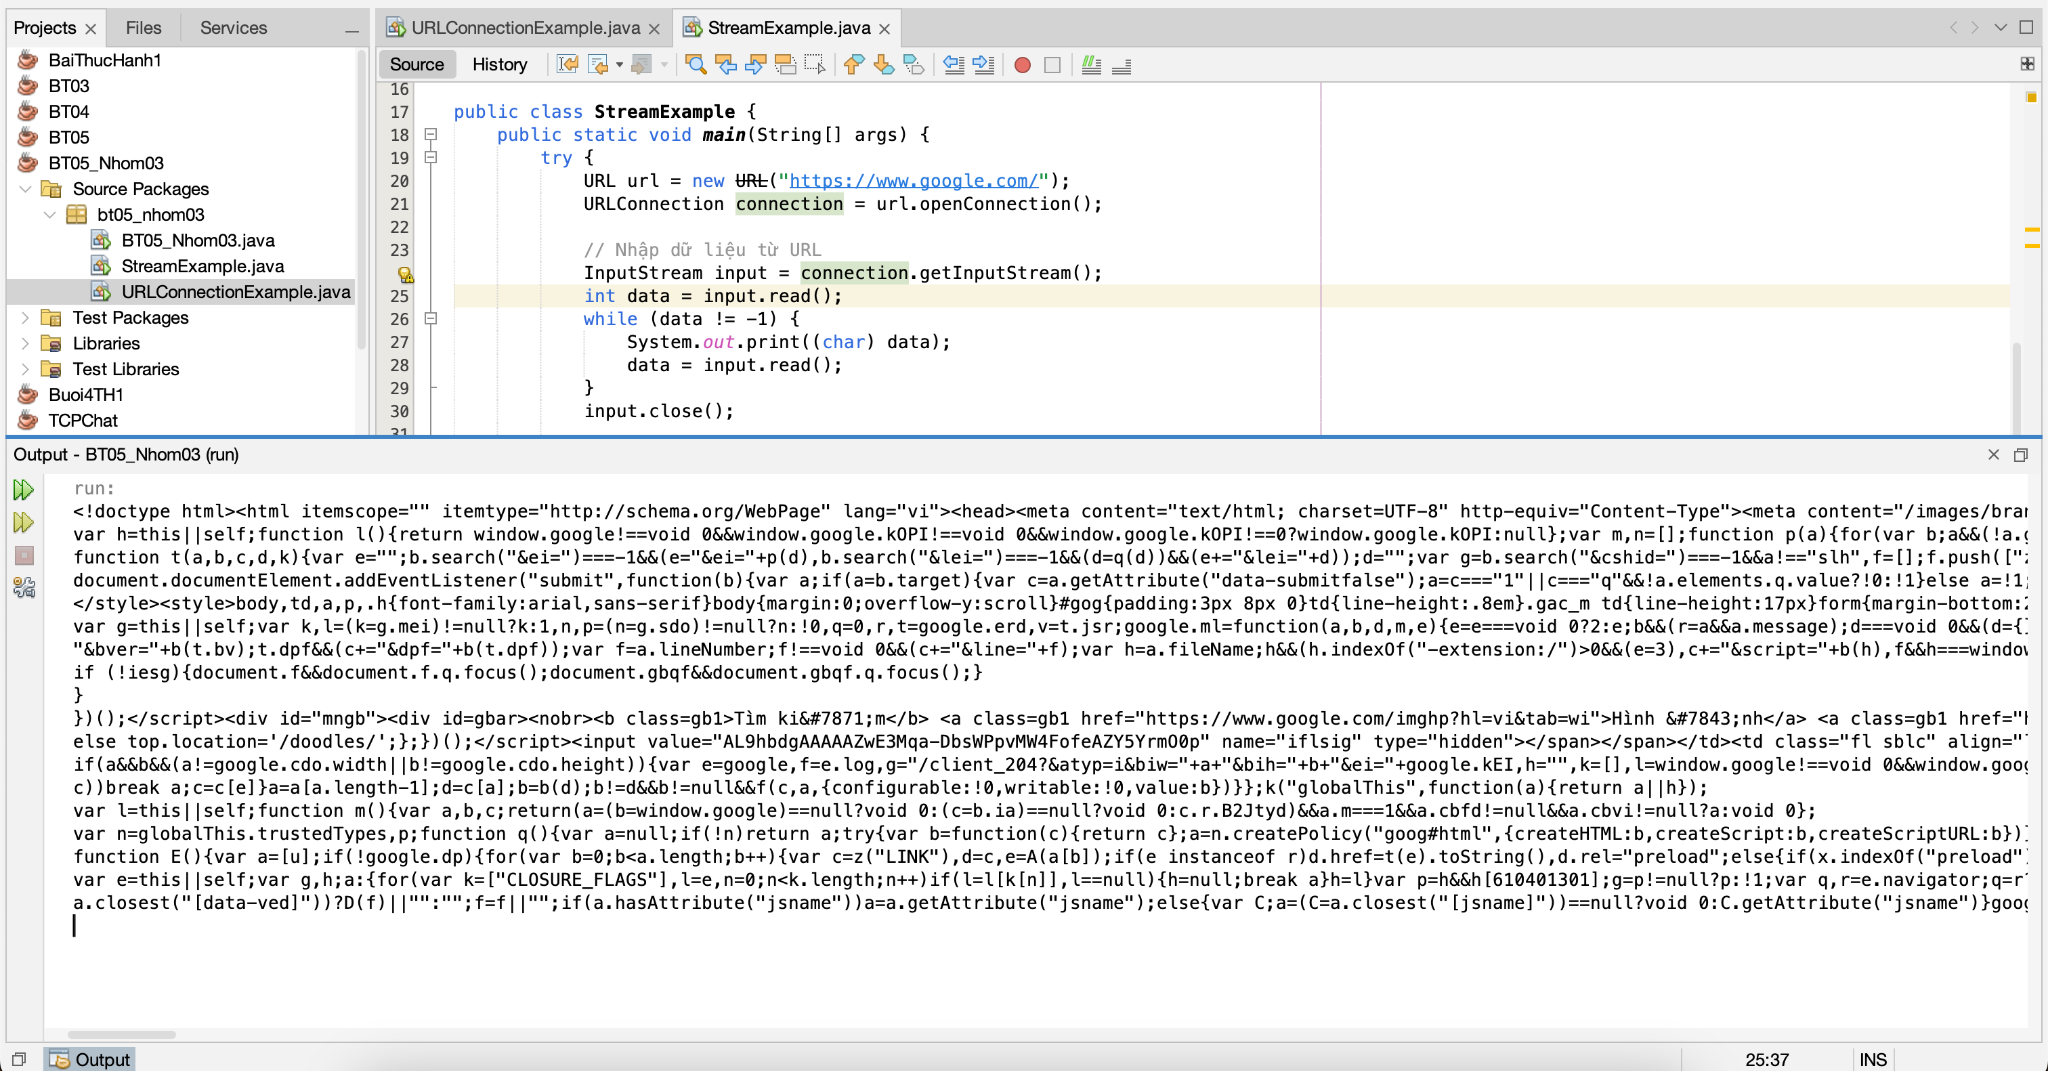 Projects Files Services
BaiThucHanh1
BT03
BT04
BT05
BT05_Nhom03
Source Packages
bt05_nhom03
BT05_Nhom03.java
StreamExample.java
URLConnectionExample.java
Test Packages
Libraries
Test Libraries
Buoi4TH1
TCPChat
URLConnectionExample.java StreamExample.java
Source History
16
17 public class StreamExample {
18 public static void main(String[] args) {
19 try {
20 URL url = new URL("https://www.google.com/");
21 URLConnection connection = url.openConnection();
22
23 // Nhập dữ liệu từ URL
InputStream input = connection.getInputStream();
25 int data = input.read();
26 while (data != -1) {
27 System.out.print((char) data);
28 data = input.read();
29 }
30 input.close();
31
Output - BT05_Nhom03 (run)
run:
<!doctype html><html itemscope="" itemtype="http://schema.org/WebPage" lang="vi"><head><meta content="text/html; charset=UTF-8" http-equiv="Content-Type"><meta content="/images/bran
var h=this||self;function l(){return window.google!==void 0&&window.google.kOPI!==void 0&&window.google.kOPI!==0?window.google.kOPI:null};var m,n=[];function p(a){for(var b;a&&(!a.g
function t(a,b,c,d,k){var e="";b.search("&ei=")===-1&&(e="&ei="+p(d),b.search("&lei=")===-1&&(d=q(d))&&(e+="&lei="+d));d="";var g=b.search("&cshid=")===-1&&a!=="slh",f=[];f.push(["z
document.documentElement.addEventListener("submit",function(b){var a;if(a=b.target){var c=a.getAttribute("data-submitfalse");a=c==="1"||c==="q"&&!a.elements.q.value?!0:!1}else a=!1;
</style><style>body,td,a,p,.h{font-family:arial,sans-serif}body{margin:0;overflow-y:scroll}#gog{padding:3px 8px 0}td{line-height:.8em}.gac_m td{line-height:17px}form{margin-bottom:2
var g=this||self;var k,l=(k=g.mei)!=null?k:1,n,p=(n=g.sdo)!=null?n:!0,q=0,r,t=google.erd,v=t.jsr;google.ml=function(a,b,d,m,e){e=e===void 0?2:e;b&&(r=a&&a.message);d===void 0&&(d={}
"&bver="+b(t.bv);t.dpf&&(c+="&dpf="+b(t.dpf));var f=a.lineNumber;f!==void 0&&(c+="&line="+f);var h=a.fileName;h&&(h.indexOf("-extension:/")>0&&(e=3),c+="&script="+b(h),f&&h===window
if (!iesg){document.f&&document.f.q.focus();document.gbqf&&document.gbqf.q.focus();}
}
})();</script><div id="mngb"><div id=gbar><nobr><b class=gb1>Tìm ki&#7871;m</b> <a class=gb1 href="https://www.google.com/imghp?hl=vi&tab=wi">Hình &#7843;nh</a> <a class=gb1 href="h
else top.location='/doodles/';};})();</script><input value="AL9hbdgAAAAAZwE3Mqa-DbsWPpvMW4FofeAZY5YrmO0p" name="iflsig" type="hidden"></span></span></td><td class="fl sblc" align="l
if(a&&b&&(a!=google.cdo.width||b!=google.cdo.height)){var e=google,f=e.log,g="/client_204?&atyp=i&biw="+a+"&bih="+b+"&ei="+google.kEI,h="",k=[],l=window.google!==void 0&&window.goog
c))break a;c=c[e]}a=a[a.length-1];d=c[a];b=b(d);b!=d&&b!=null&&f(c,a,{configurable:!0,writable:!0,value:b})}};k("globalThis",function(a){return a||h});
var l=this||self;function m(){var a,b,c;return(a=(b=window.google)==null?void 0:(c=b.ia)==null?void 0:c.r.B2Jtyd)&&a.m===1&&a.cbfd!=null&&a.cbvi!=null?a:void 0};
var n=globalThis.trustedTypes,p;function q(){var a=null;if(!n)return a;try{var b=function(c){return c};a=n.createPolicy("goog#html",{createHTML:b,createScript:b,createScriptURL:b})}
function E(){var a=[u];if(!google.dp){for(var b=0;b<a.length;b++){var c=z("LINK"),d=c,e=A(a[b]);if(e instanceof r)d.href=t(e).toString(),d.rel="preload";else{if(x.indexOf("preload")
var e=this||self;var g,h;a:{for(var k=["CLOSURE_FLAGS"],l=e,n=0;n<k.length;n++)if(l=l[k[n]],l==null){h=null;break a}h=l}var p=h&&h[610401301];g=p!=null?p:!1;var q,r=e.navigator;q=r?
a.closest("[data-ved]"))?D(f)||"":"";f=f||"";if(a.hasAttribute("jsname"))a=a.getAttribute("jsname");else{var C;a=(C=a.closest("[jsname]"))==null?void 0:C.getAttribute("jsname")}goog
Output 25:37 INS